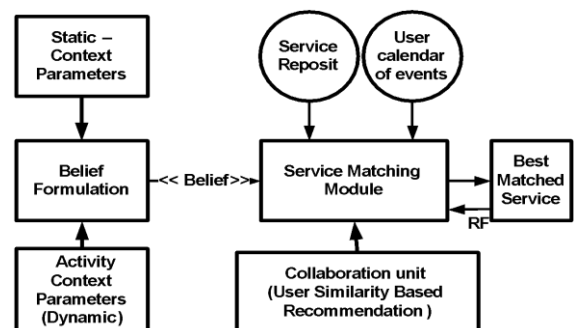 Static –
Context
Parameters
Service
Reposit
User
calendar
of events
Belief
Formulation
<< Belief>>
Service Matching
Module
Best
Matched
Service
RF
Activity
Context
Parameters
(Dynamic)
Collaboration unit
(User Similarity Based
Recommendation )